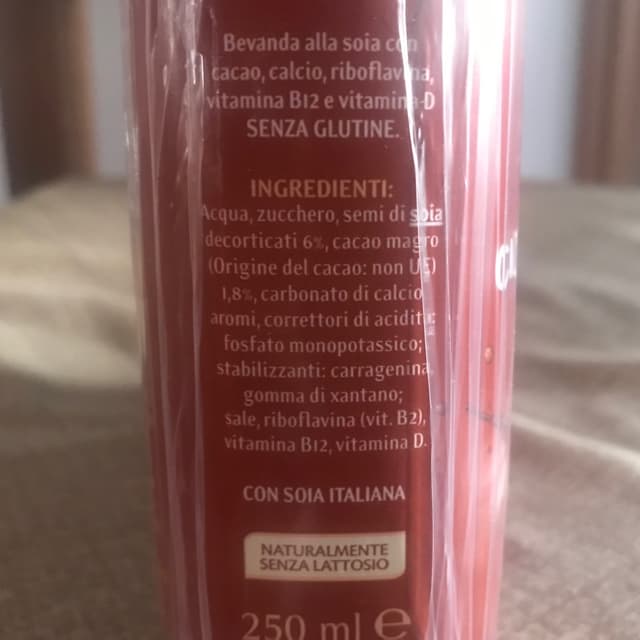 Bevanda alla soia con
cacao, calcio, riboflavina,
vitamina B12 e vitamina D
SENZA GLUTINE.
INGREDIENTI:
Acqua, zucchero, semi di soia
decorticati 6%, cacao magro
(Origine del cacao: non UE)
1,8%, carbonato di calcio,
aromi, correttori di acidità:
fosfato monopotassico;
stabilizzanti: carragenina,
gomma di xantano;
sale, riboflavina (vit. B2),
vitamina B12, vitamina D.
CON SOIA ITALIANA
NATURALMENTE
SENZA LATTOSIO
250 ml e